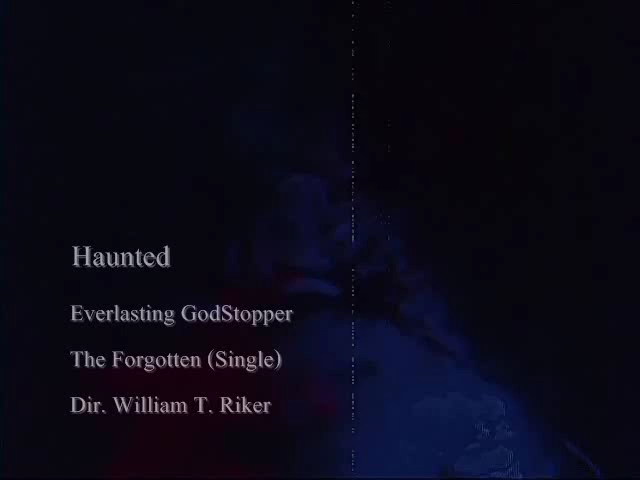 Haunted
Everlasting GodStopper
The Forgotten (Single)
Dir. William T. Riker